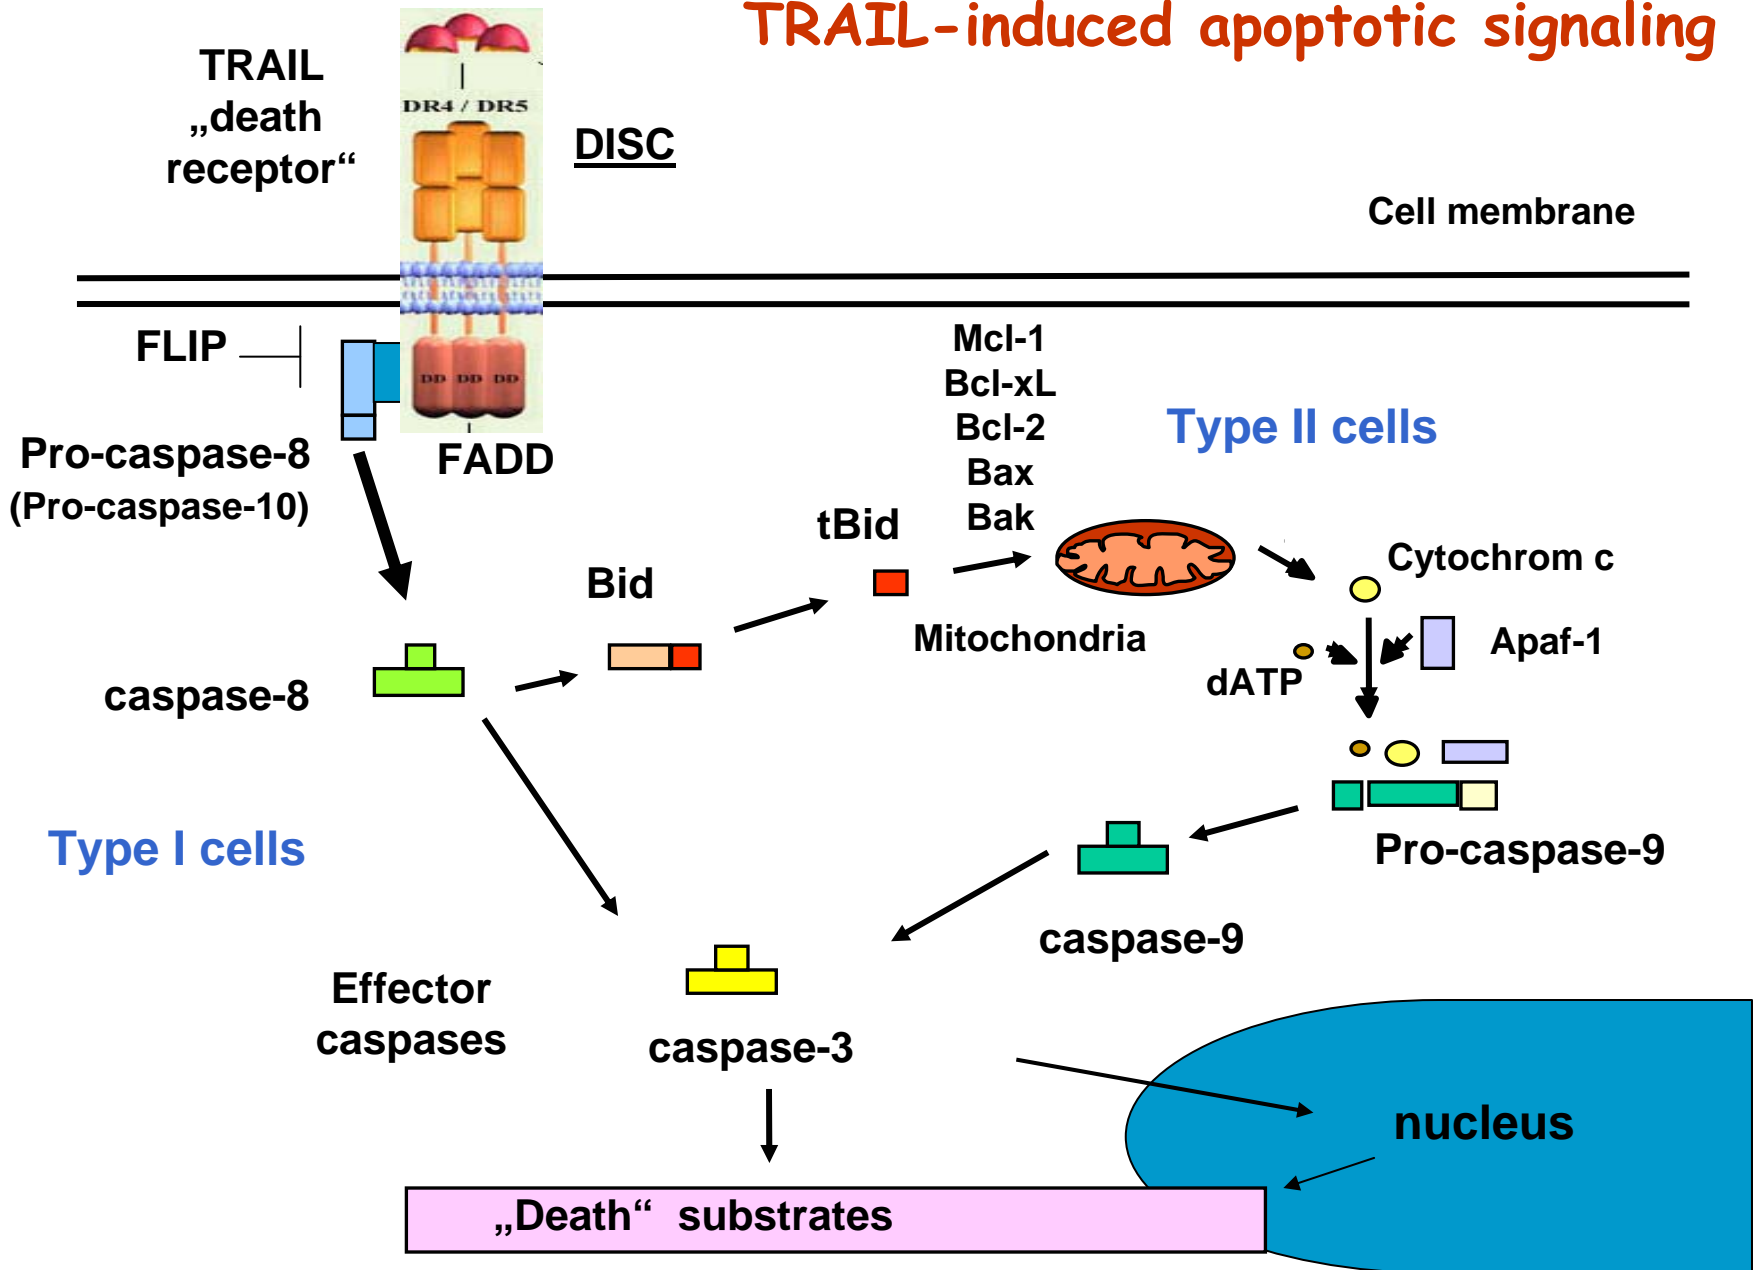 TRAIL-induced apoptotic signaling
TRAIL
„death
receptor“
DR4 / DR5
DISC
Cell membrane
FLIP
DD DD DD
Mcl-1
Bcl-xL
Bcl-2
Bax
Bak
Type II cells
Pro-caspase-8
(Pro-caspase-10)
FADD
tBid
Bid
Cytochrom c
Mitochondria
Apaf-1
dATP
caspase-8
Type I cells
Pro-caspase-9
caspase-9
Effector
caspases
caspase-3
nucleus
„Death“ substrates